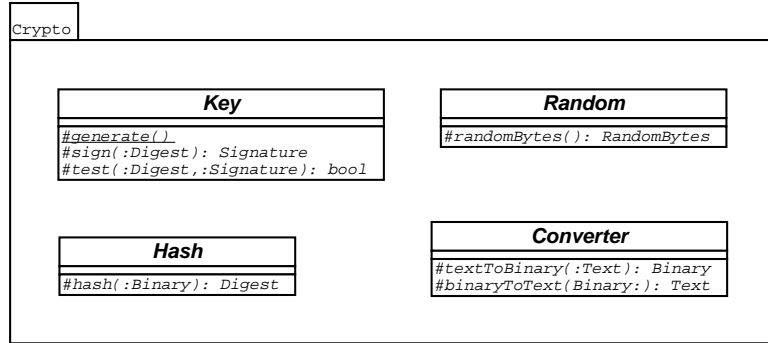 Crypto
Key
#generate()
#sign(:Digest): Signature
#test(:Digest,:Signature): bool
Random
#randomBytes(): RandomBytes
Hash
#hash(:Binary): Digest
Converter
#textToBinary(:Text): Binary
#binaryToText(Binary:): Text